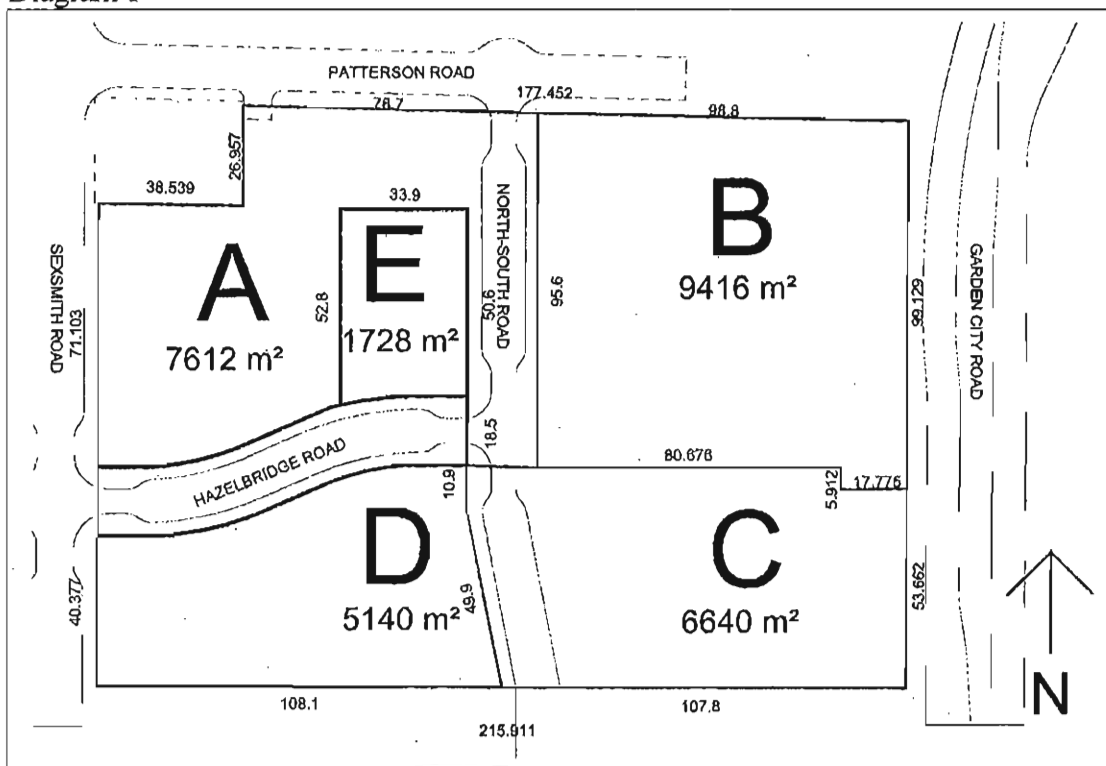 PATTERSON ROAD
177.452
78.7
98.8
26.957
38.539
33.9
NORTH-SOUTH ROAD
B
9416 m²
A
7612 m²
E
1728 m²
52.8
50.6
95.6
99.129
GARDEN CITY ROAD
SEXSMITH ROAD
71.103
HAZELBRIDGE ROAD
18.5
10.9
80.676
5.912
17.776
D
5140 m²
C
6640 m²
40.377
49.9
53.662
N
108.1
107.8
215.911